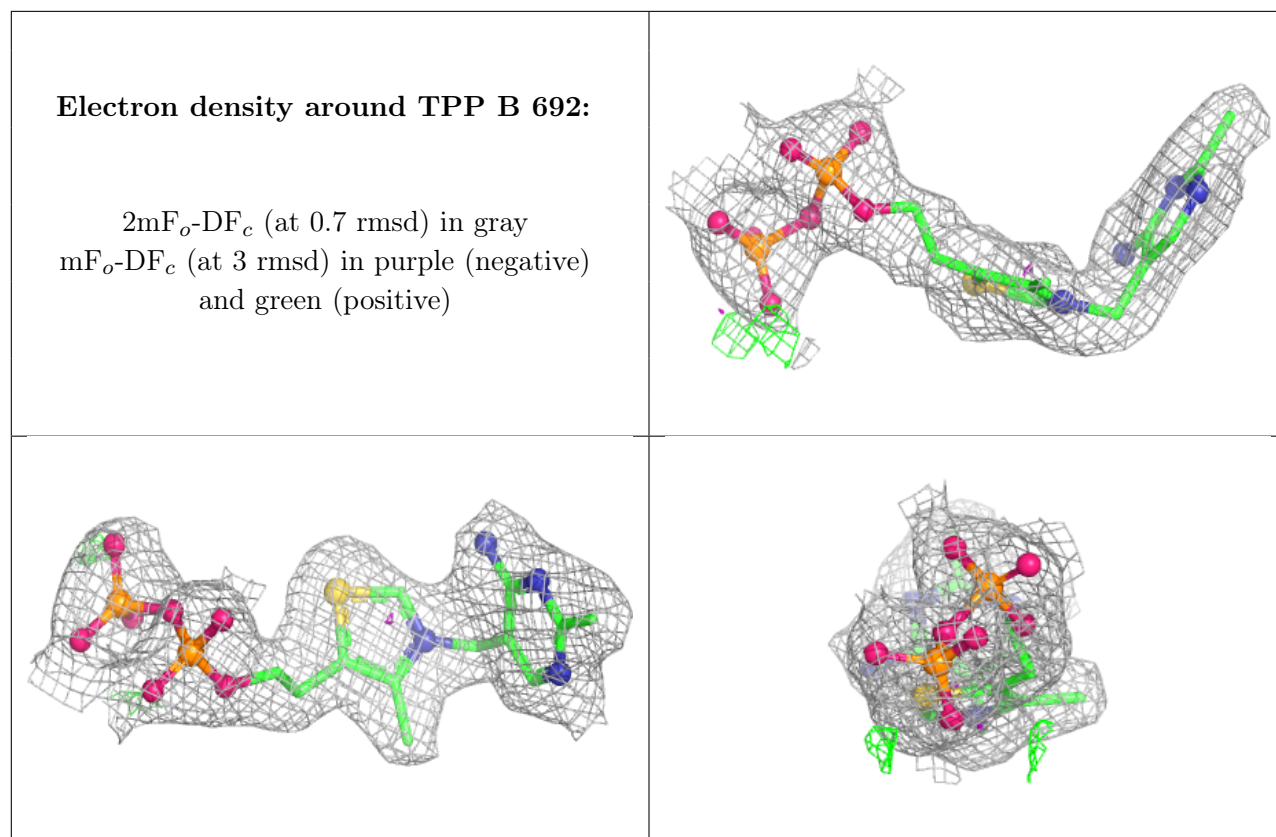 Electron density around TPP B 692:
2mFo-DFc (at 0.7 rmsd) in gray
mFo-DFc (at 3 rmsd) in purple (negative)
and green (positive)